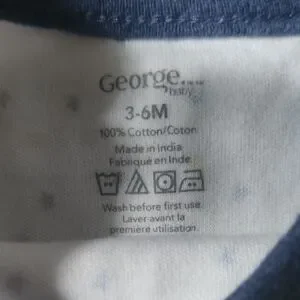 George
baby
3-6M
100% Cotton/Coton
Made in India
Fabriqué en Inde
Wash before first use.
Laver avant la
première utilisation.